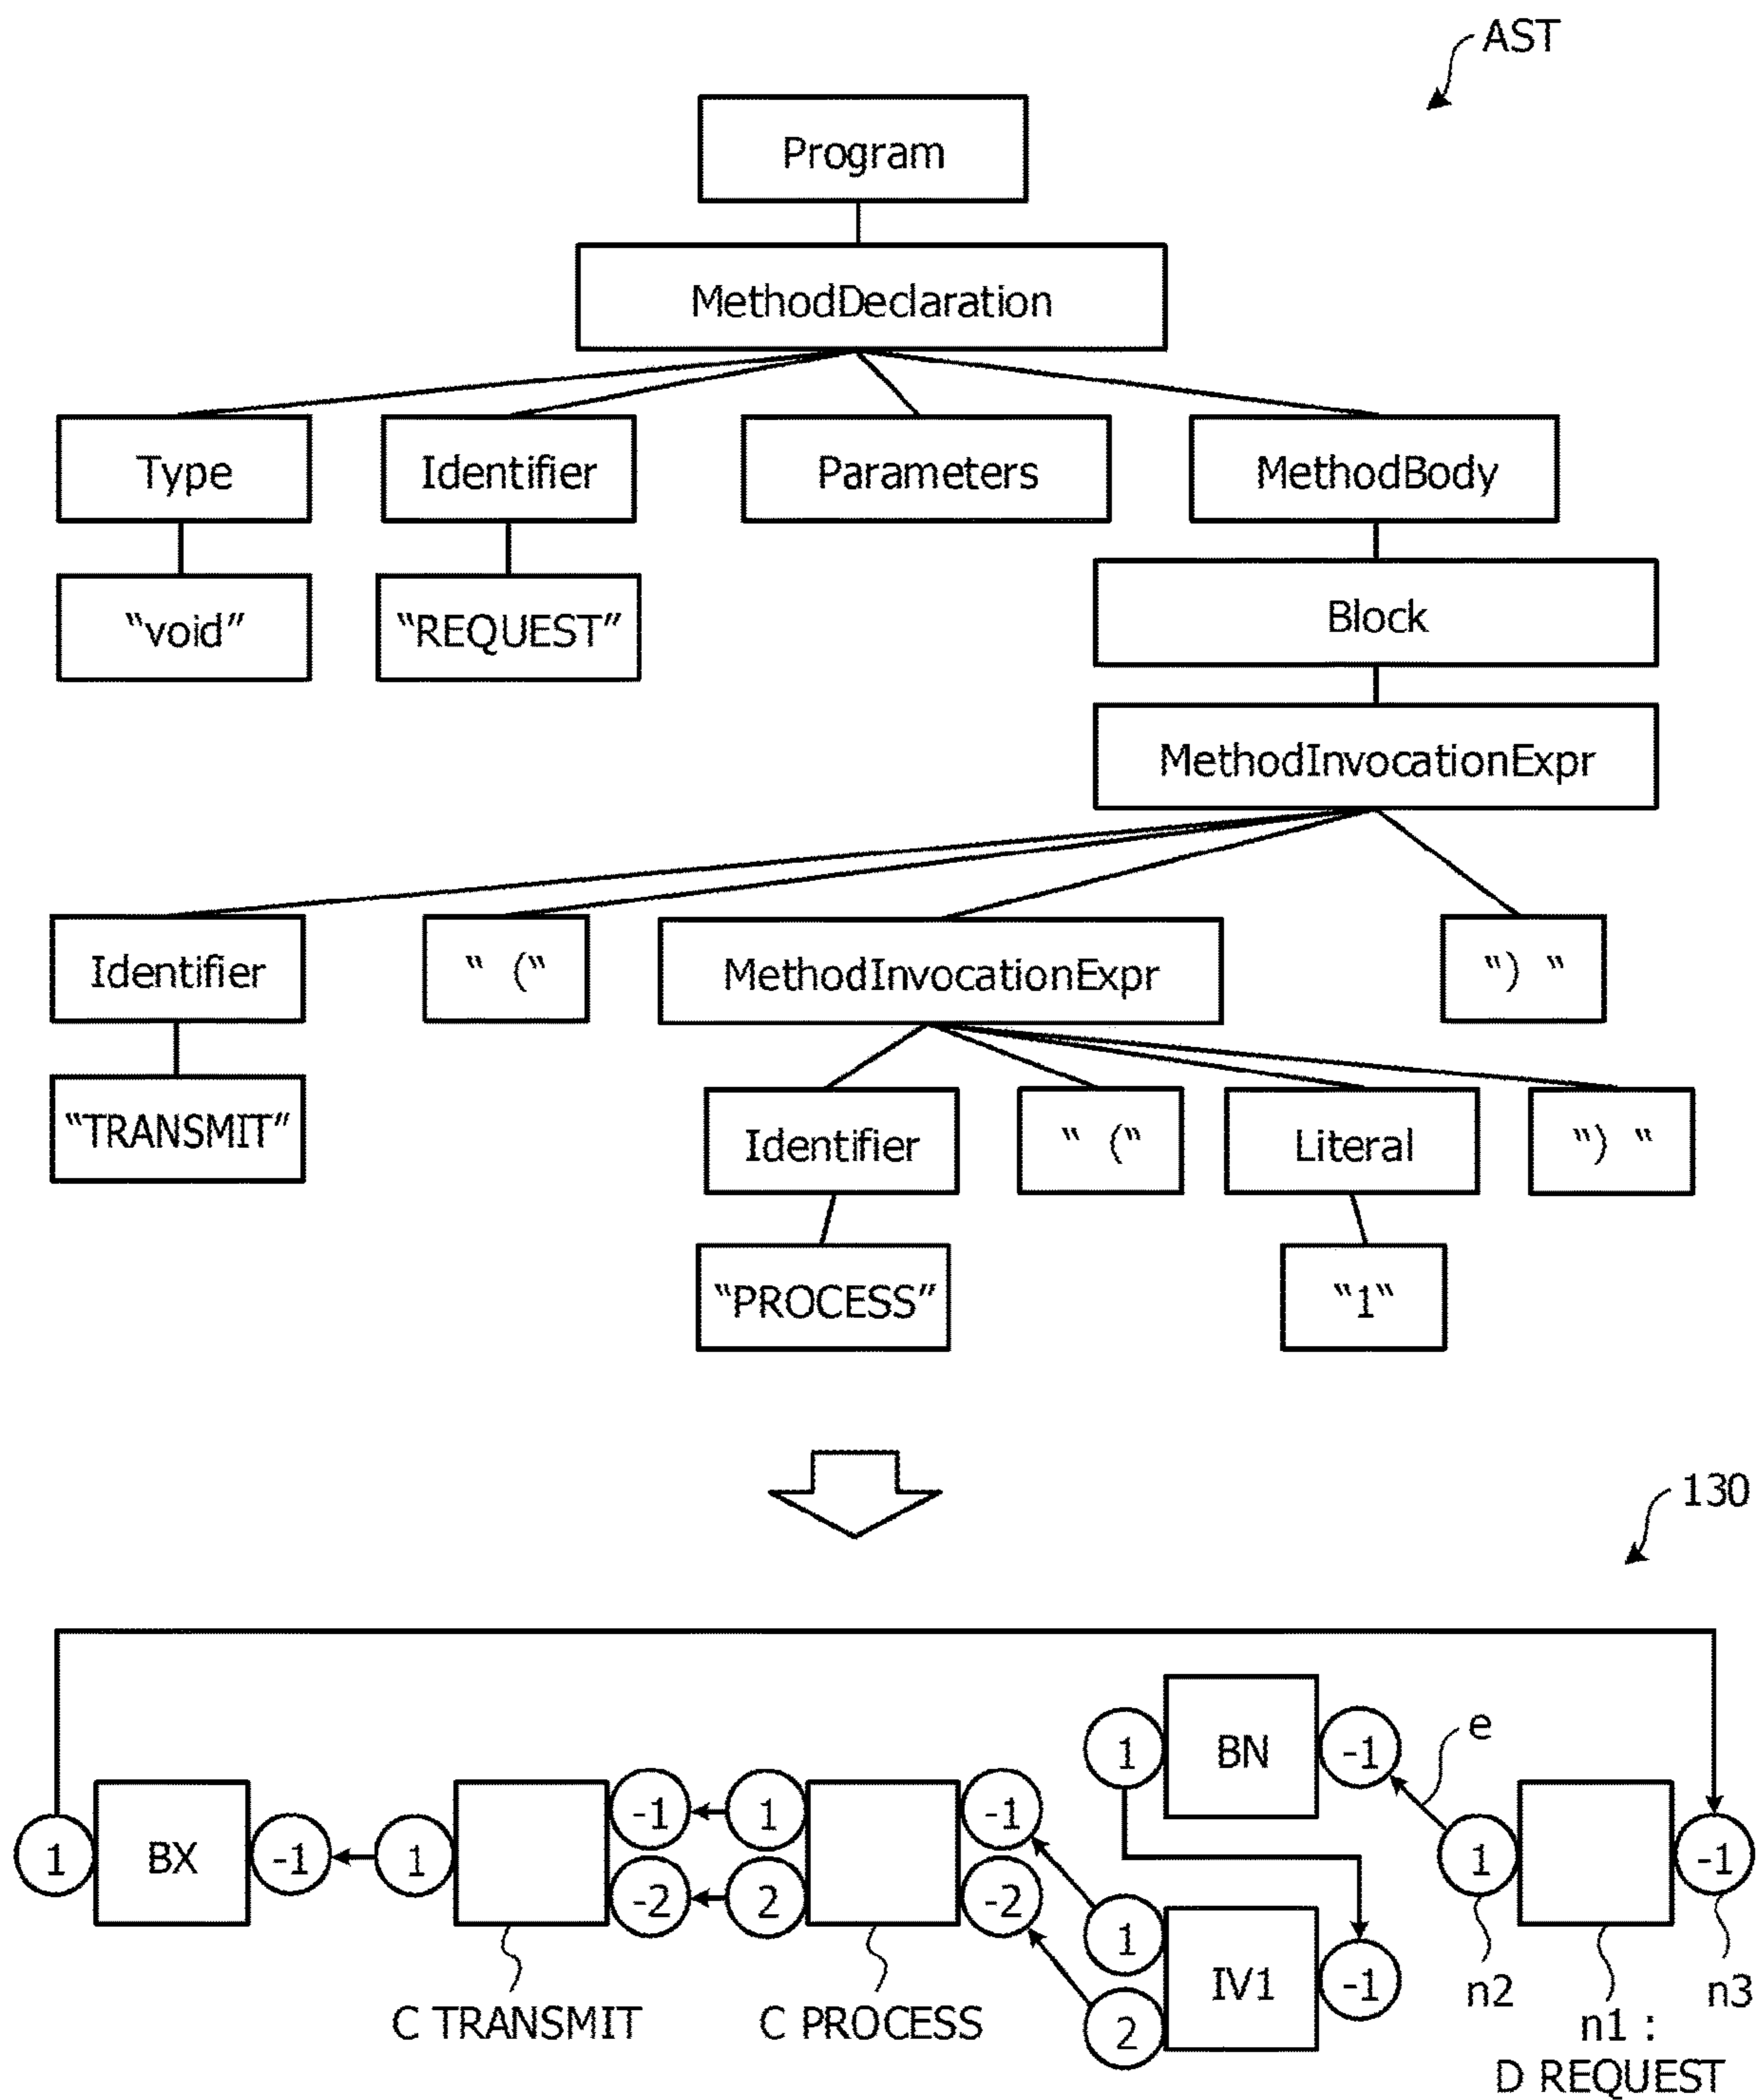 AST
Program
MethodDeclaration
Type Identifier Parameters MethodBody
“void” “REQUEST” Block
MethodInvocationExpr
Identifier “ (“ MethodInvocationExpr “) “
“TRANSMIT” Identifier “ (“ Literal “) “
“PROCESS” “1“
130
e
1 BN -1
1 BX -1 1 -1 1 -1 1 -1
-2 2 -2 1 IV1 -1
2
n2 n3
C TRANSMIT C PROCESS n1 :
D REQUEST